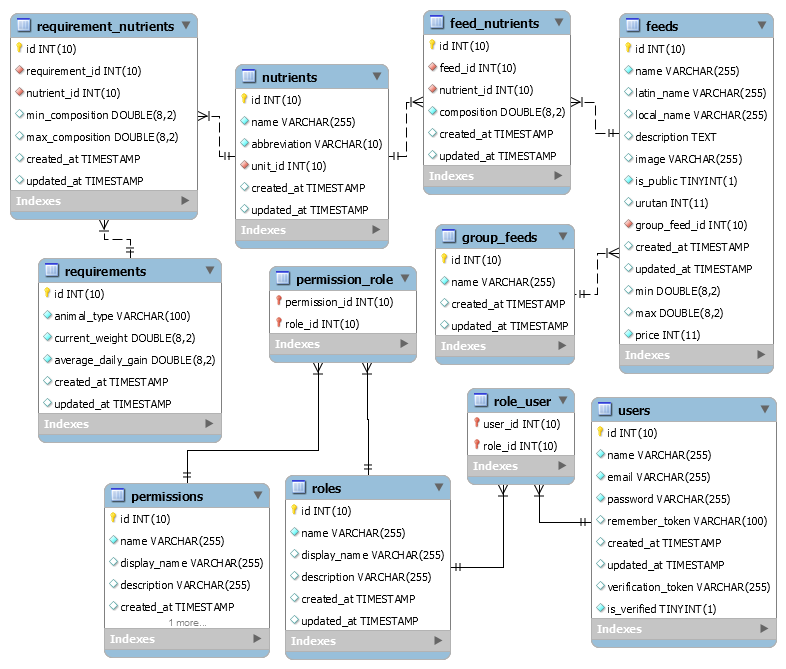 requirement_nutrients
id INT(10)
requirement_id INT(10)
nutrient_id INT(10)
min_composition DOUBLE(8,2)
max_composition DOUBLE(8,2)
created_at TIMESTAMP
updated_at TIMESTAMP
Indexes
nutrients
id INT(10)
name VARCHAR(255)
abbreviation VARCHAR(10)
unit_id INT(10)
created_at TIMESTAMP
updated_at TIMESTAMP
Indexes
feed_nutrients
id INT(10)
feed_id INT(10)
nutrient_id INT(10)
composition DOUBLE(8,2)
created_at TIMESTAMP
updated_at TIMESTAMP
Indexes
feeds
id INT(10)
name VARCHAR(255)
latin_name VARCHAR(255)
local_name VARCHAR(255)
description TEXT
image VARCHAR(255)
is_public TINYINT(1)
urutan INT(11)
group_feed_id INT(10)
created_at TIMESTAMP
updated_at TIMESTAMP
min DOUBLE(8,2)
max DOUBLE(8,2)
price INT(11)
Indexes
group_feeds
id INT(10)
name VARCHAR(255)
created_at TIMESTAMP
updated_at TIMESTAMP
Indexes
requirements
id INT(10)
animal_type VARCHAR(100)
current_weight DOUBLE(8,2)
average_daily_gain DOUBLE(8,2)
created_at TIMESTAMP
updated_at TIMESTAMP
Indexes
permission_role
permission_id INT(10)
role_id INT(10)
Indexes
role_user
user_id INT(10)
role_id INT(10)
Indexes
users
id INT(10)
name VARCHAR(255)
email VARCHAR(255)
password VARCHAR(255)
remember_token VARCHAR(100)
created_at TIMESTAMP
updated_at TIMESTAMP
verification_token VARCHAR(255)
is_verified TINYINT(1)
Indexes
permissions
id INT(10)
name VARCHAR(255)
display_name VARCHAR(255)
description VARCHAR(255)
created_at TIMESTAMP
1 more...
Indexes
roles
id INT(10)
name VARCHAR(255)
display_name VARCHAR(255)
description VARCHAR(255)
created_at TIMESTAMP
updated_at TIMESTAMP
Indexes